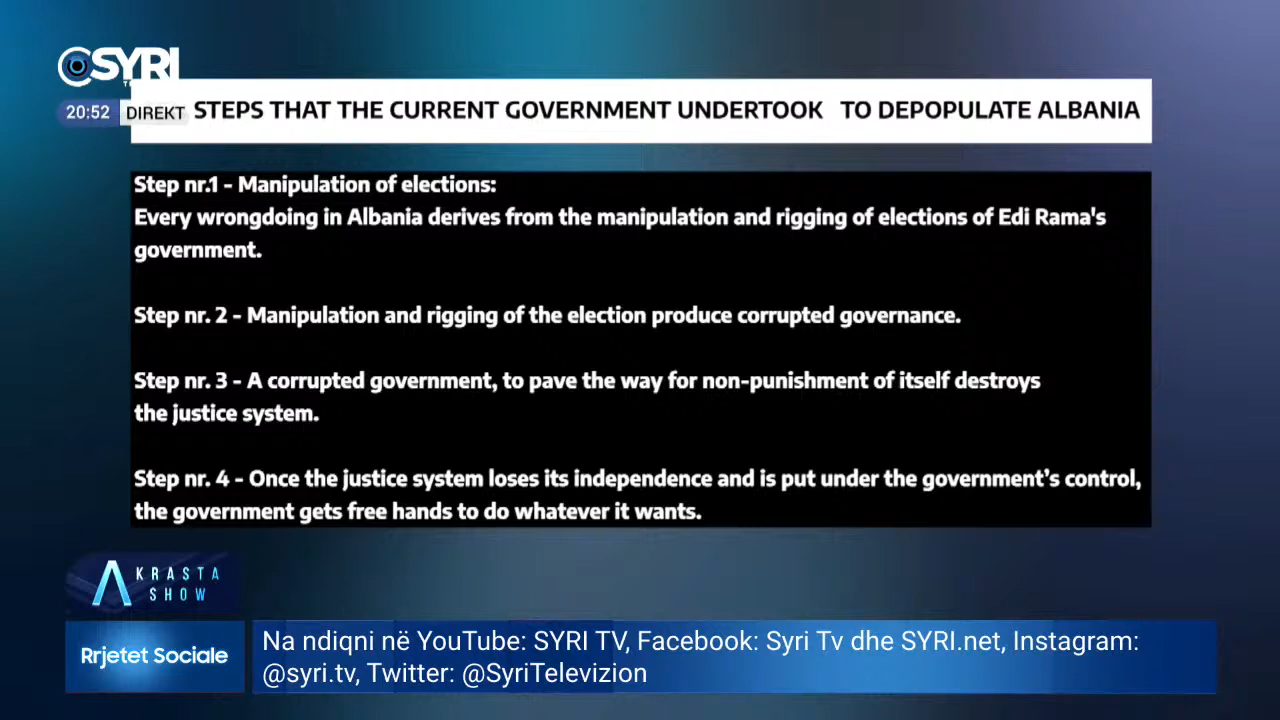 SYRI
20:52 DIREKT
STEPS THAT THE CURRENT GOVERNMENT UNDERTOOK TO DEPOPULATE ALBANIA
Step nr.1 - Manipulation of elections:
Every wrongdoing in Albania derives from the manipulation and rigging of elections of Edi Rama's
government.
Step nr. 2 - Manipulation and rigging of the election produce corrupted governance.
Step nr. 3 - A corrupted government, to pave the way for non-punishment of itself destroys
the justice system.
Step nr. 4 - Once the justice system loses its independence and is put under the government’s control,
the government gets free hands to do whatever it wants.
KRASTA
SHOW
Rrjetet Sociale
Na ndiqni në YouTube: SYRI TV, Facebook: Syri Tv dhe SYRI.net, Instagram:
@syri.tv, Twitter: @SyriTelevizion